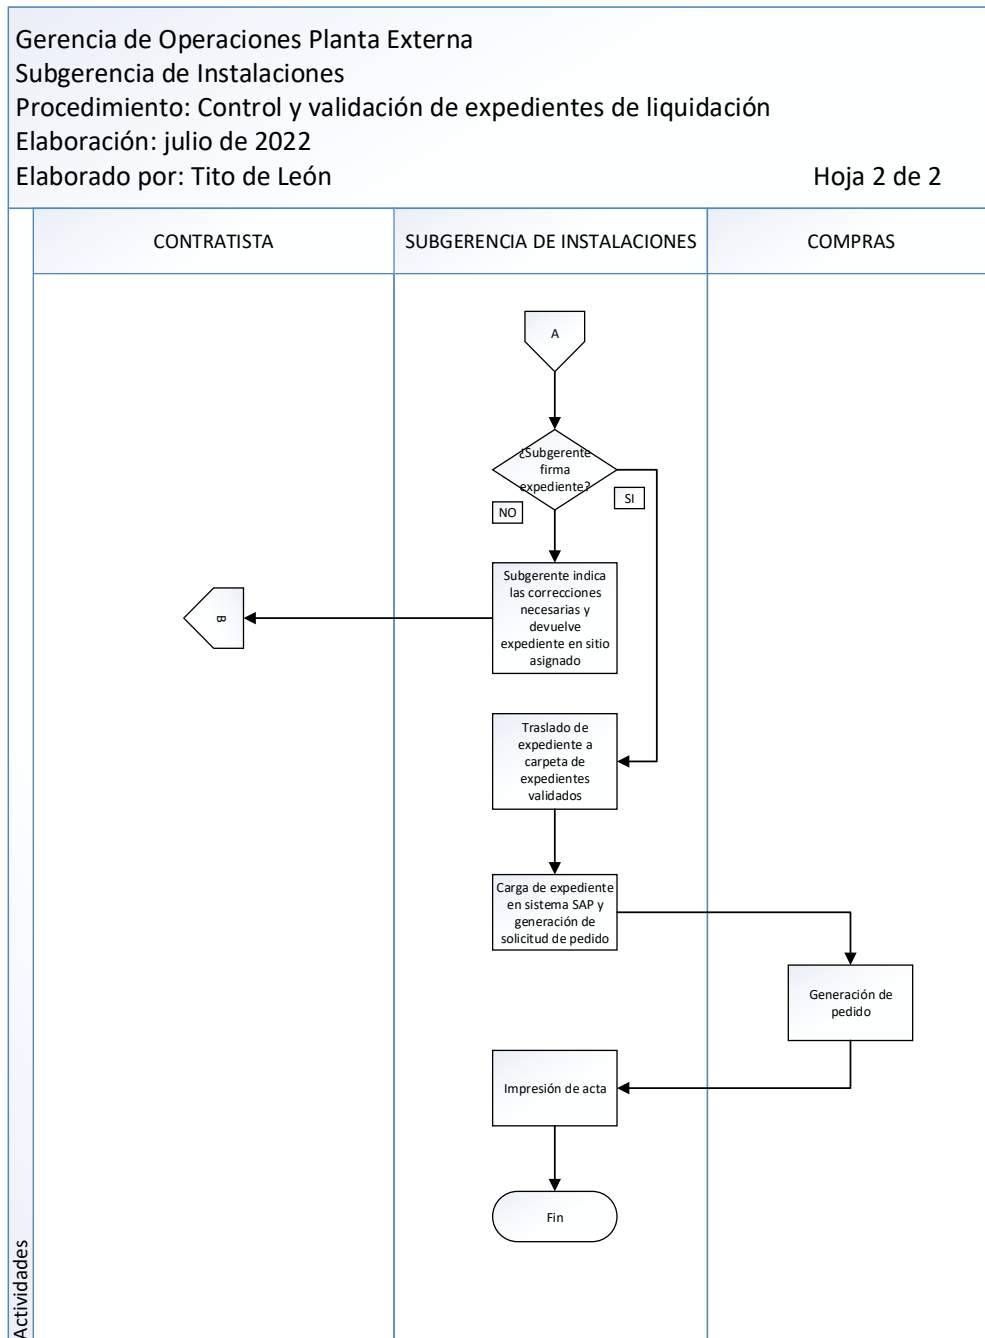 Gerencia de Operaciones Planta Externa
Subgerencia de Instalaciones
Procedimiento: Control y validación de expedientes de liquidación
Elaboración: julio de 2022
Elaborado por: Tito de León
Hoja 2 de 2
CONTRATISTA
SUBGERENCIA DE INSTALACIONES
COMPRAS
A
¿Subgerente
firma
expediente?
SI
NO
Subgerente indica
las correcciones
necesarias y
devuelve
expediente en sitio
asignado
B
Traslado de
expediente a
carpeta de
expedientes
validados
Carga de expediente
en sistema SAP y
generación de
solicitud de pedido
Generación de
pedido
Impresión de acta
Fin
Actividades